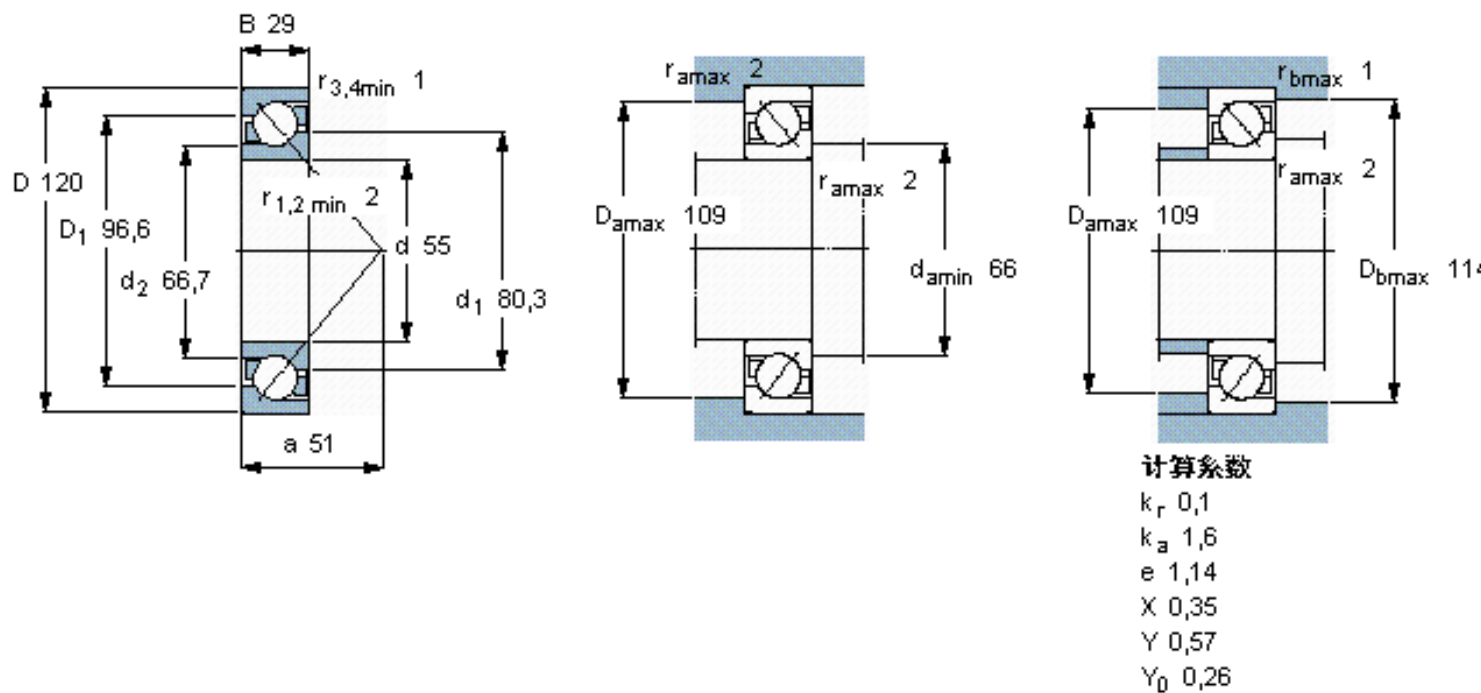 B 29
r3,4min 1
D 120
D1 96,6
r1,2 min 2
d 55
d2 66,7
d1 80,3
a 51
ramax 2
ramax 2
Damax 109
damin 66
rbmax 1
ramax 2
Damax 109
Dbmax 114
计算系数
kr 0,1
ka 1,6
e 1,14
X 0,35
Y 0,57
Y0 0,26